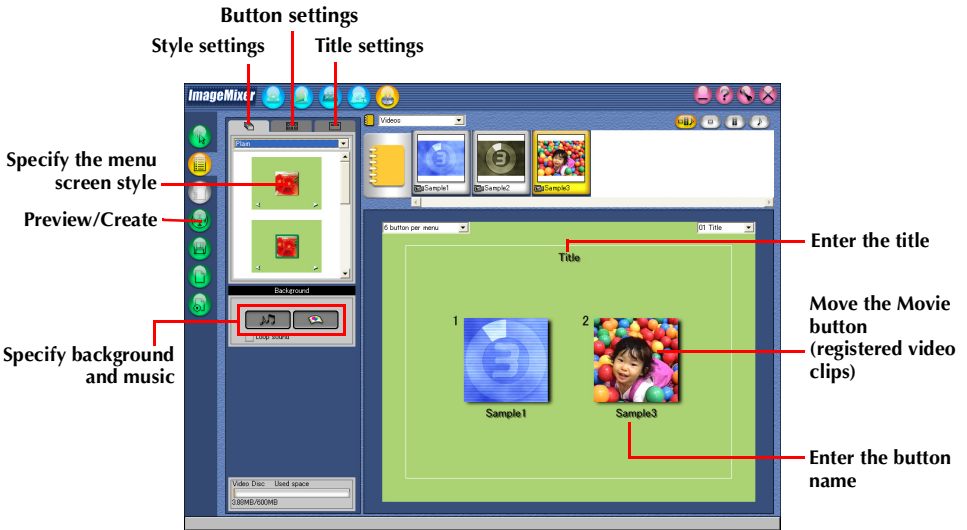 Button settings
Style settings
Title settings
ImageMixer
Videos
Plain
Sample1
Sample2
Sample3
Specify the menu
screen style
Preview/Create
6 button per menu
01 Title
Enter the title
Title
Background
Loop sound
Move the Movie
button
(registered video
clips)
1
2
Specify background
and music
Sample1
Sample3
Enter the button
name
Video Disc Used space
3.88MB/600MB